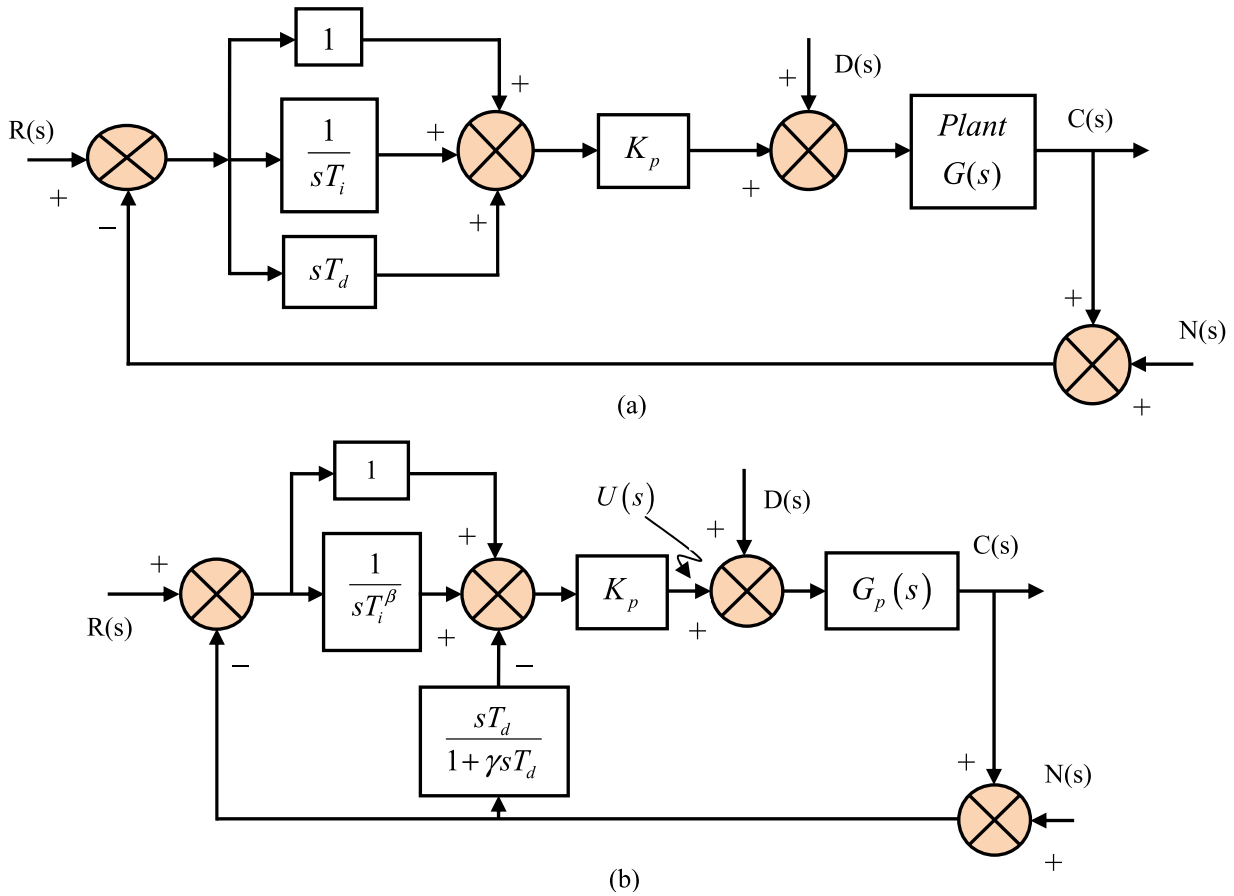 1
R(s)
+
−
1
sT_i
sT_d
+
+
+
K_p
+
D(s)
+
Plant
G(s)
C(s)
+
N(s)
+
(a)
1
+
R(s)
−
1
sT_i^β
+
+
−
sT_d
1 + γsT_d
K_p
U(s)
+
D(s)
+
G_p(s)
C(s)
+
N(s)
+
(b)